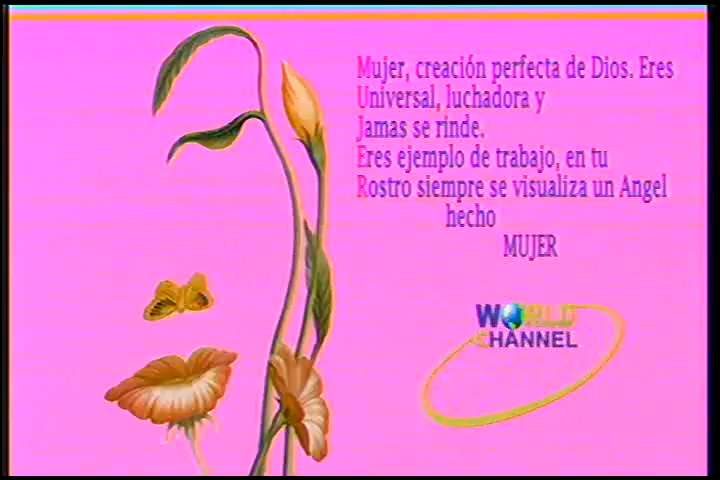 Mujer, creación perfecta de Dios. Eres
Universal, luchadora y
Jamas se rinde.
Eres ejemplo de trabajo, en tu
Rostro siempre se visualiza un Angel
hecho
MUJER
WORLD
CHANNEL